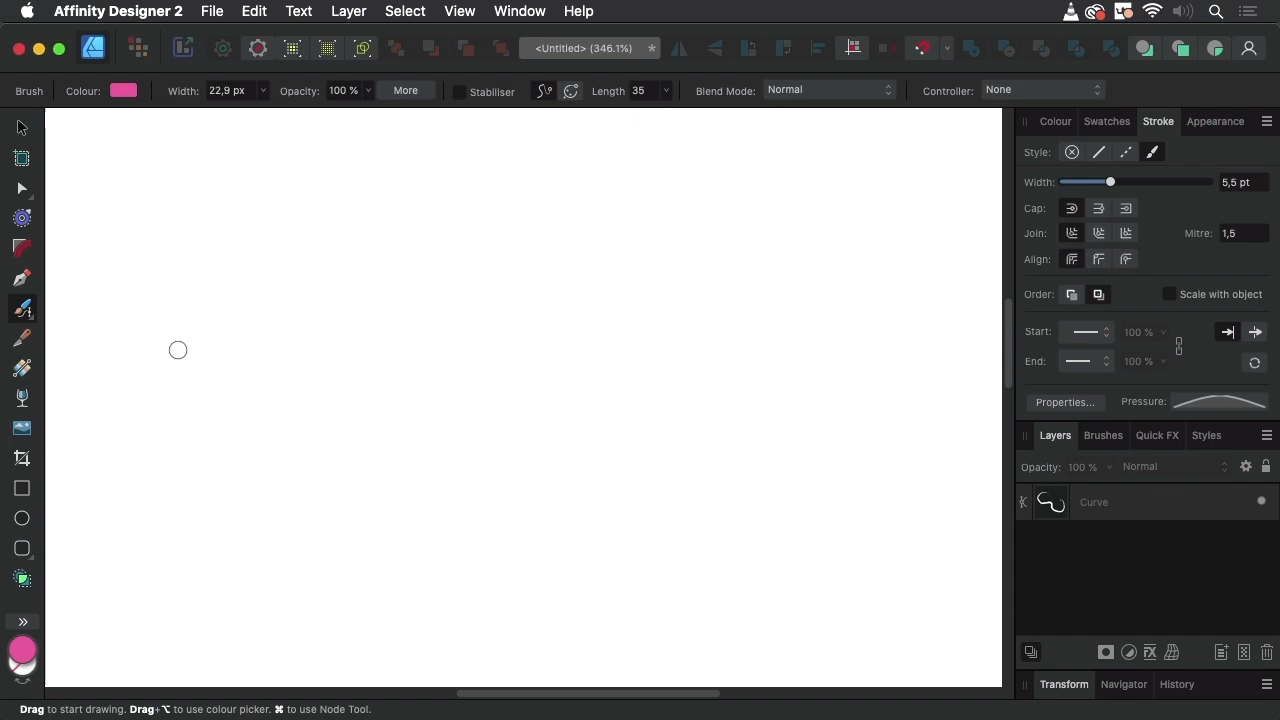 Affinity Designer 2 File Edit Text Layer Select View Window Help
<Untitled> (346.1%) *
Brush Colour: Width: 22,9 px Opacity: 100 % More Stabiliser Length 35 Blend Mode: Normal Controller: None
Colour Swatches Stroke Appearance
Style:
Width: 5,5 pt
Cap:
Join: Mitre: 1,5
Align:
Order: Scale with object
Start: 100 %
End: 100 %
Properties... Pressure:
Layers Brushes Quick FX Styles
Opacity: 100 % Normal
Curve
FX
Transform Navigator History
Drag to start drawing. Drag+⌥ to use colour picker. ⌘ to use Node Tool.